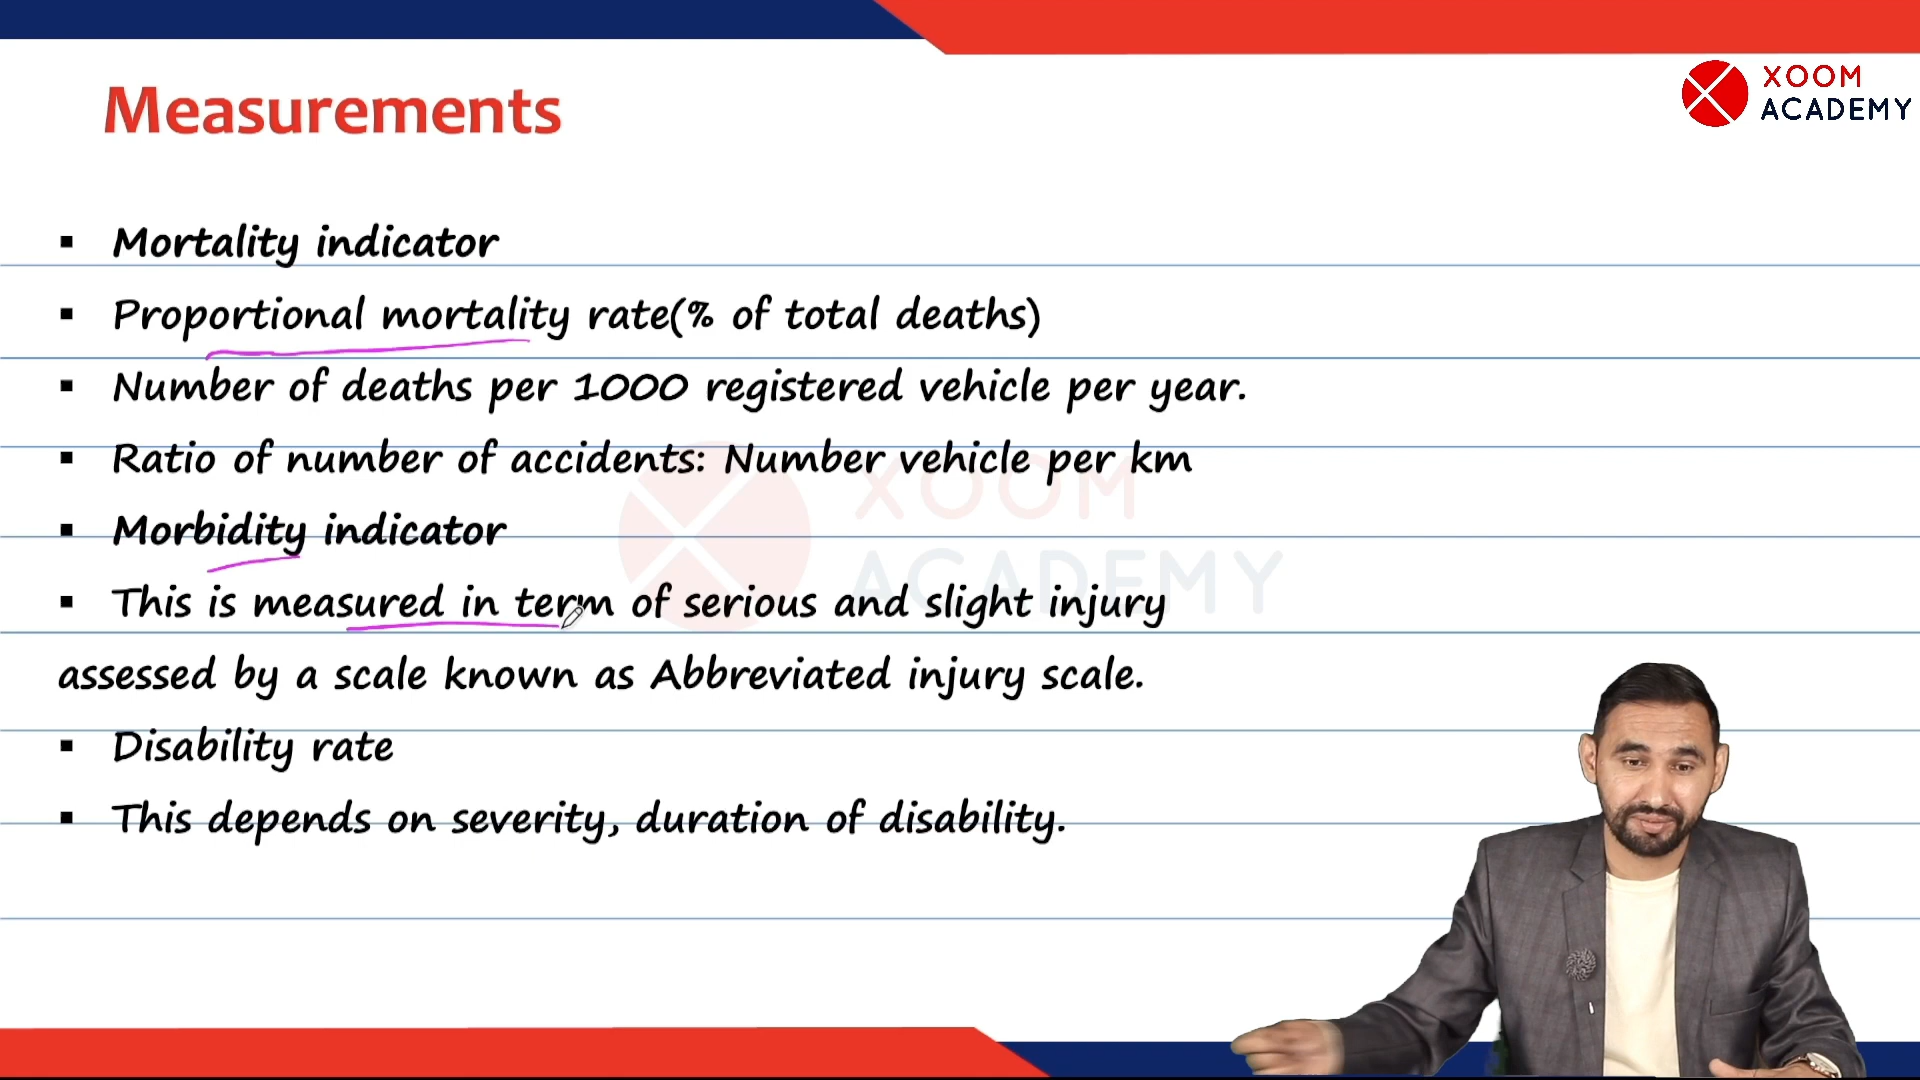 Measurements
XOOM
ACADEMY
▪ Mortality indicator
▪ Proportional mortality rate(% of total deaths)
▪ Number of deaths per 1000 registered vehicle per year.
▪ Ratio of number of accidents: Number vehicle per km
▪ Morbidity indicator
▪ This is measured in term of serious and slight injury
assessed by a scale known as Abbreviated injury scale.
▪ Disability rate
▪ This depends on severity, duration of disability.
XOOM
ACADEMY